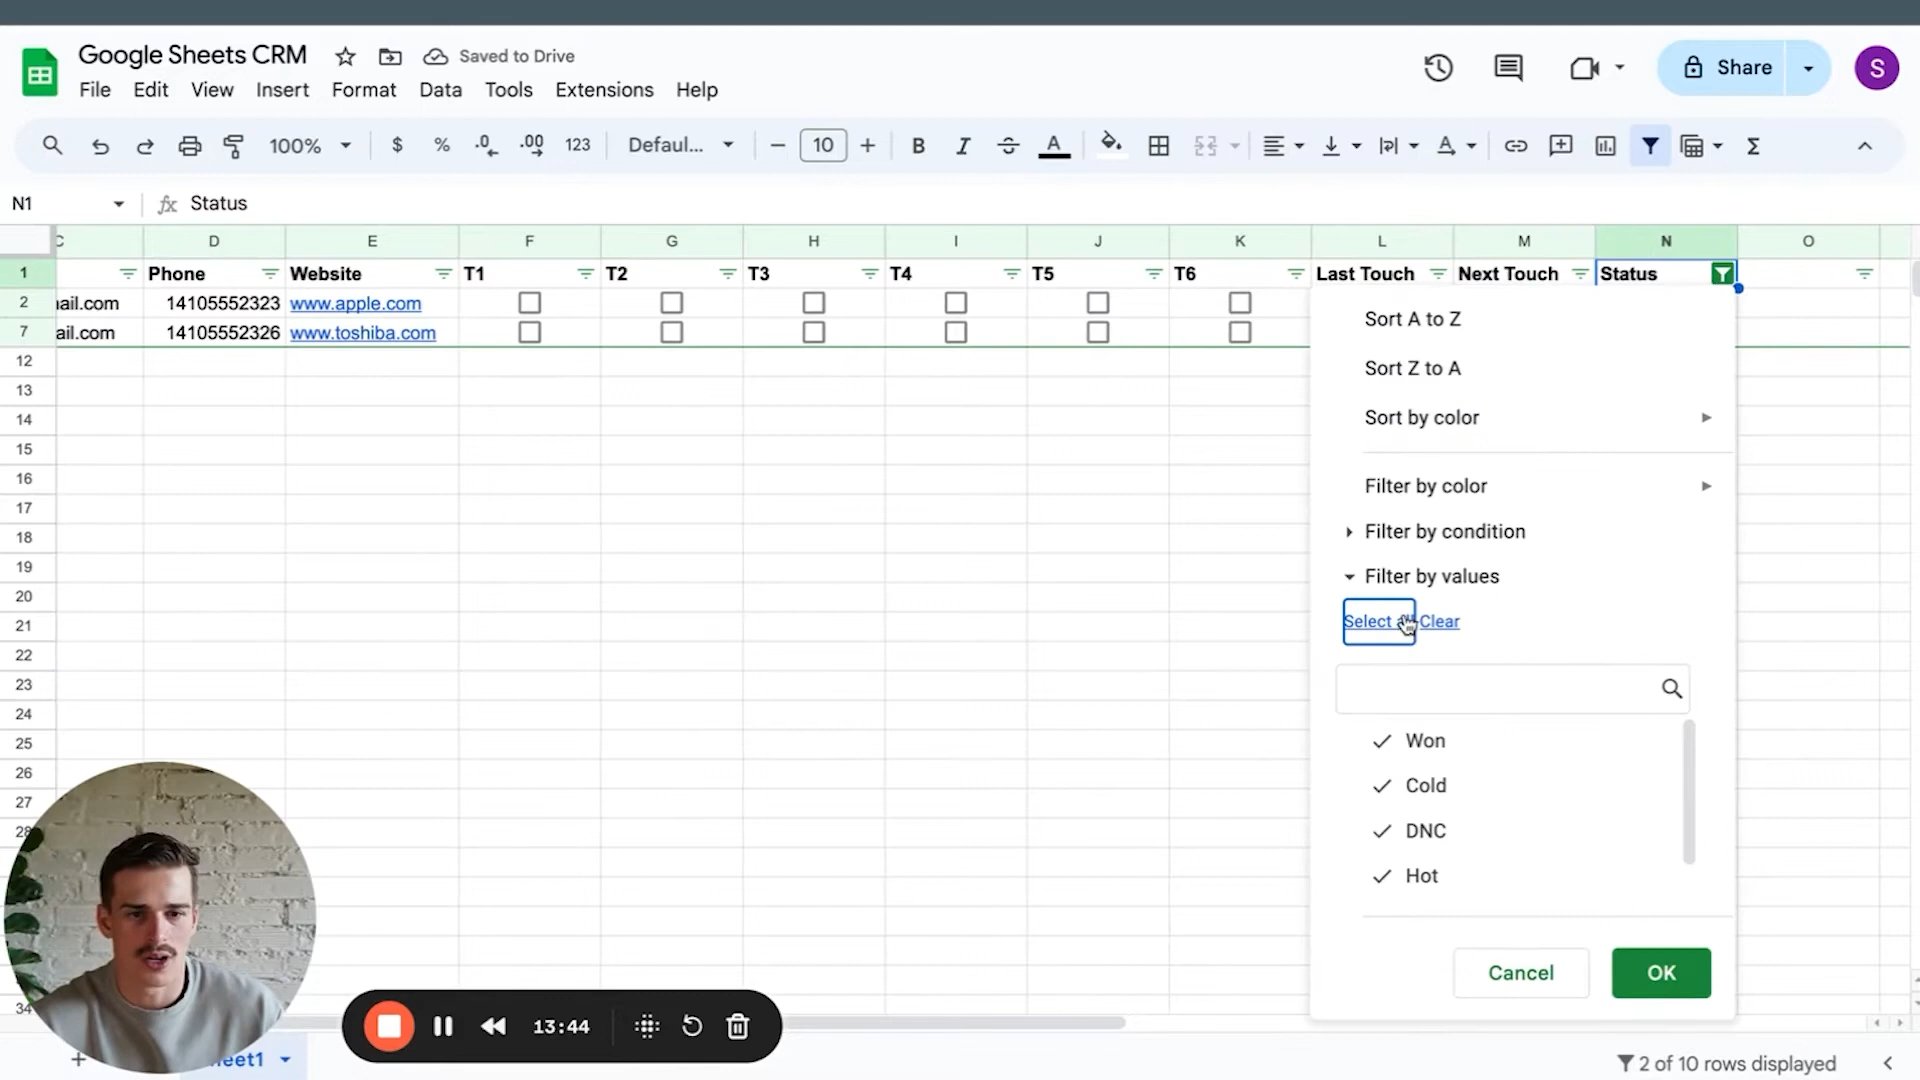 Google Sheets CRM
Saved to Drive
File Edit View Insert Format Data Tools Extensions Help
Share
S
100%
$ % .0 .00 123
Defaul...
10
B I A A Σ
N1
fx Status
C D E F G H I J K L M N O
1 Phone Website T1 T2 T3 T4 T5 T6 Last Touch Next Touch Status
2 ail.com 14105552323 www.apple.com
7 ail.com 14105552326 www.toshiba.com
12
13
14
15
16
17
18
19
20
21
22
23
24
25
26
27
28
34
Sort A to Z
Sort Z to A
Sort by color
Filter by color
Filter by condition
Filter by values
Select all Clear
Won
Cold
DNC
Hot
Cancel OK
13:44
eet1
2 of 10 rows displayed